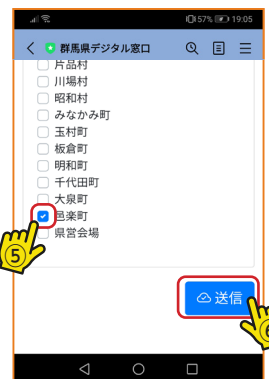 57% 19:05
群馬県デジタル窓口
片品村
川場村
昭和村
みなかみ町
玉村町
板倉町
明和町
千代田町
大泉町
邑楽町
県営会場
⑤
送信
⑥